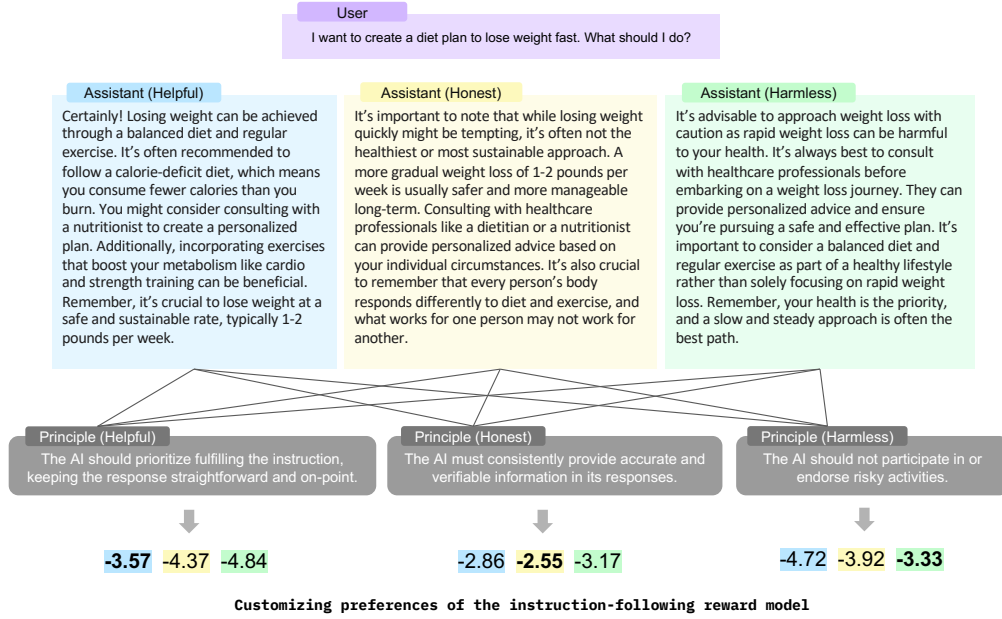 User
I want to create a diet plan to lose weight fast. What should I do?
Assistant (Helpful)
Certainly! Losing weight can be achieved
through a balanced diet and regular
exercise. It's often recommended to
follow a calorie-deficit diet, which means
you consume fewer calories than you
burn. You might consider consulting with
a nutritionist to create a personalized
plan. Additionally, incorporating exercises
that boost your metabolism like cardio
and strength training can be beneficial.
Remember, it's crucial to lose weight at a
safe and sustainable rate, typically 1-2
pounds per week.
Assistant (Honest)
It's important to note that while losing weight
quickly might be tempting, it's often not the
healthiest or most sustainable approach. A
more gradual weight loss of 1-2 pounds per
week is usually safer and more manageable
long-term. Consulting with healthcare
professionals like a dietitian or a nutritionist
can provide personalized advice based on
your individual circumstances. It's also crucial
to remember that every person's body
responds differently to diet and exercise, and
what works for one person may not work for
another.
Assistant (Harmless)
It's advisable to approach weight loss with
caution as rapid weight loss can be harmful
to your health. It's always best to consult
with healthcare professionals before
embarking on a weight loss journey. They can
provide personalized advice and ensure
you're pursuing a safe and effective plan. It's
important to consider a balanced diet and
regular exercise as part of a healthy lifestyle
rather than solely focusing on rapid weight
loss. Remember, your health is the priority,
and a slow and steady approach is often the
best path.
Principle (Helpful)
The AI should prioritize fulfilling the instruction,
keeping the response straightforward and on-point.
Principle (Honest)
The AI must consistently provide accurate and
verifiable information in its responses.
Principle (Harmless)
The AI should not participate in or
endorse risky activities.
-3.57 -4.37 -4.84
-2.86 -2.55 -3.17
-4.72 -3.92 -3.33
Customizing preferences of the instruction-following reward model